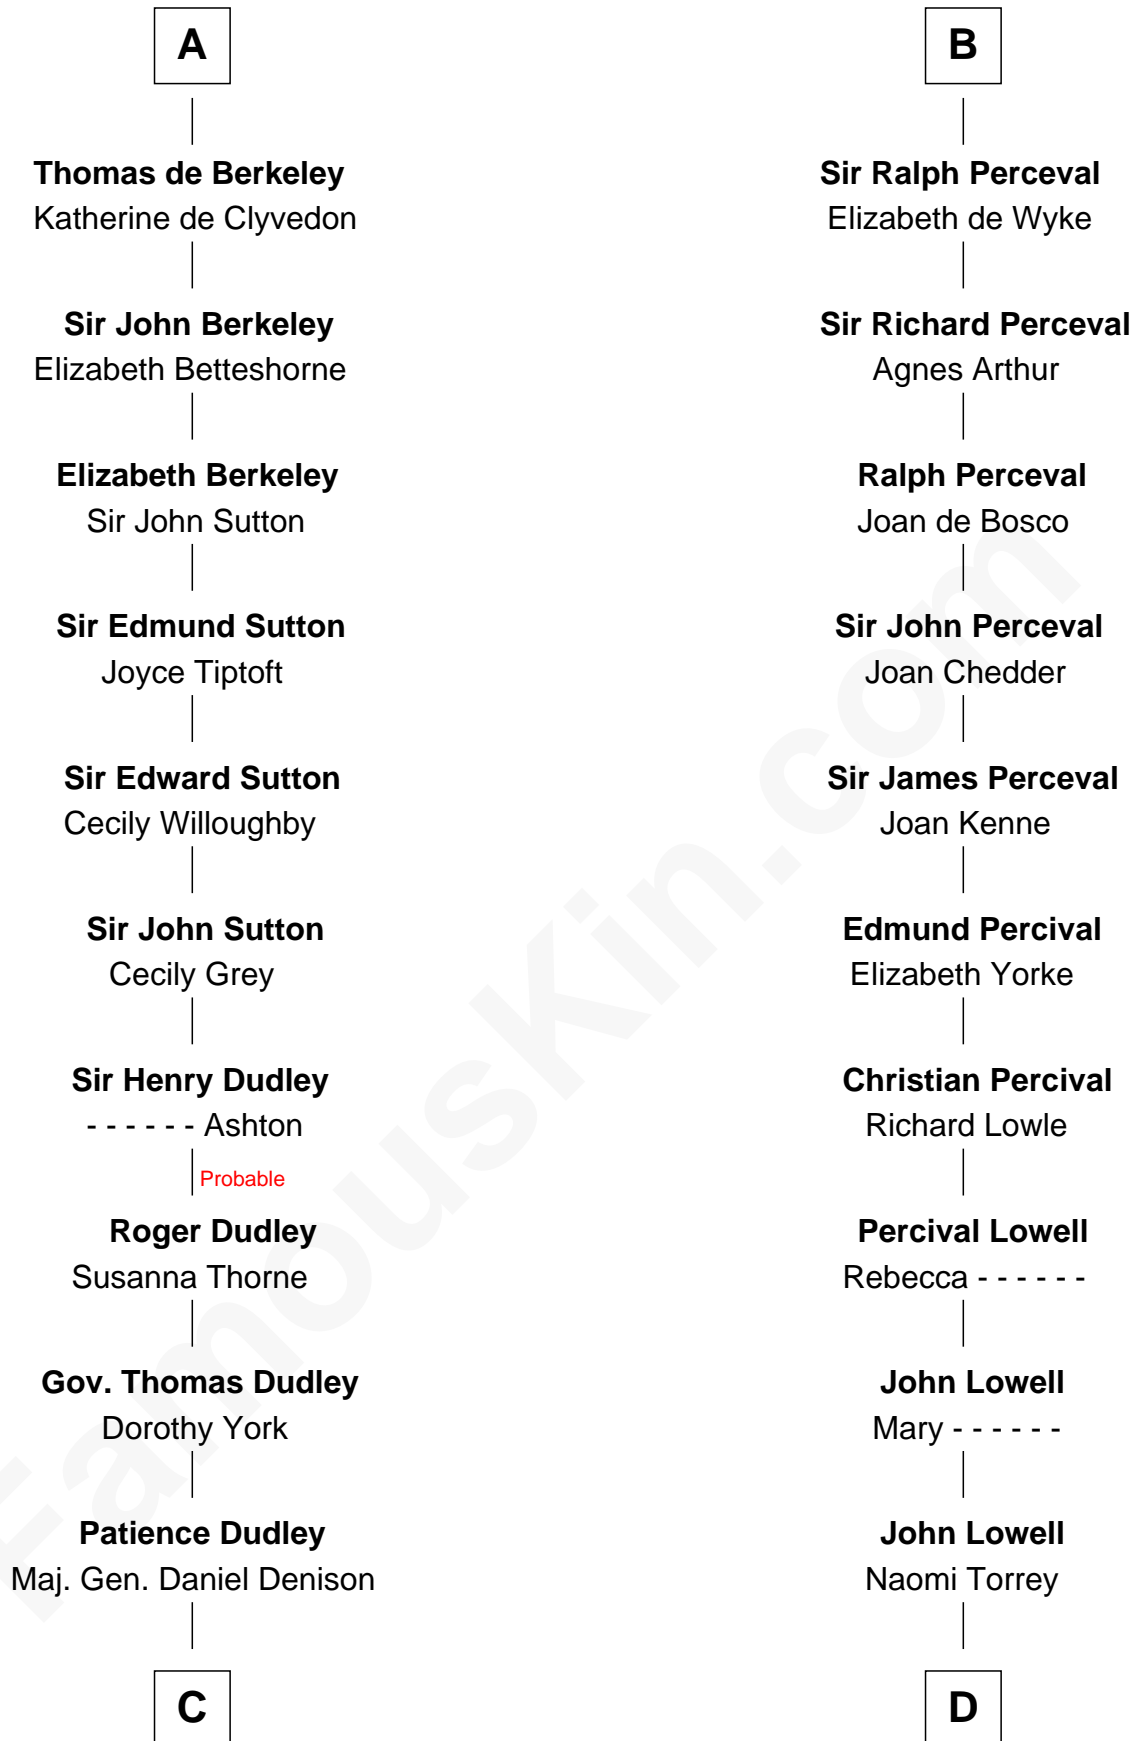 A
Thomas de Berkeley
Katherine de Clyvedon
Sir John Berkeley
Elizabeth Betteshorne
Elizabeth Berkeley
Sir John Sutton
Sir Edmund Sutton
Joyce Tiptoft
Sir Edward Sutton
Cecily Willoughby
Sir John Sutton
Cecily Grey
Sir Henry Dudley
- - - - - - Ashton
Probable
Roger Dudley
Susanna Thorne
Gov. Thomas Dudley
Dorothy York
Patience Dudley
Maj. Gen. Daniel Denison
C
B
Sir Ralph Perceval
Elizabeth de Wyke
Sir Richard Perceval
Agnes Arthur
Ralph Perceval
Joan de Bosco
Sir John Perceval
Joan Chedder
Sir James Perceval
Joan Kenne
Edmund Percival
Elizabeth Yorke
Christian Percival
Richard Lowle
Percival Lowell
Rebecca - - - - - -
John Lowell
Mary - - - - - -
John Lowell
Naomi Torrey
D
FamousKin.com